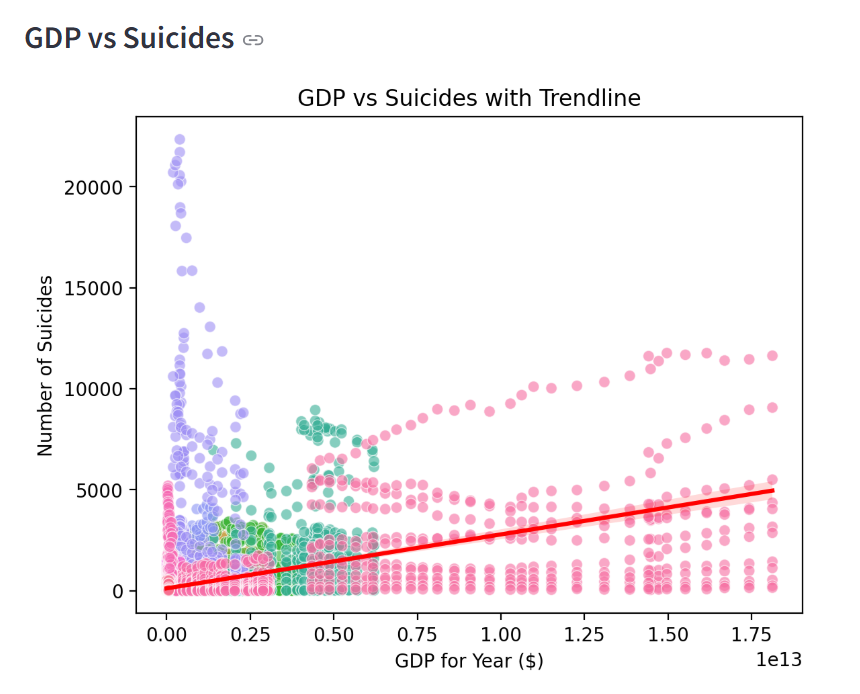 GDP vs Suicides
GDP vs Suicides with Trendline
Number of Suicides
20000
15000
10000
5000
0
0.00 0.25 0.50 0.75 1.00 1.25 1.50 1.75
1e13
GDP for Year ($)